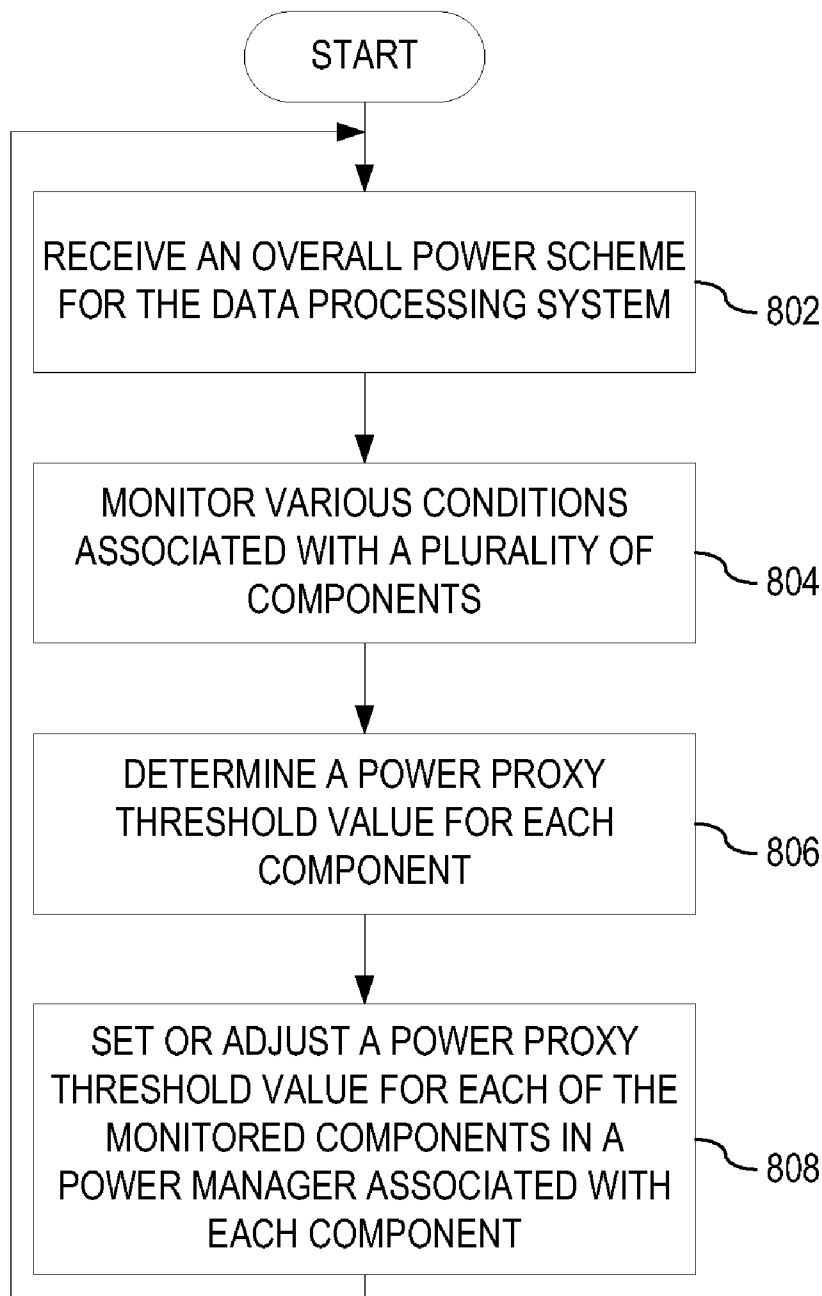 START
RECEIVE AN OVERALL POWER SCHEME
FOR THE DATA PROCESSING SYSTEM
802
MONITOR VARIOUS CONDITIONS
ASSOCIATED WITH A PLURALITY OF
COMPONENTS
804
DETERMINE A POWER PROXY
THRESHOLD VALUE FOR EACH
COMPONENT
806
SET OR ADJUST A POWER PROXY
THRESHOLD VALUE FOR EACH OF THE
MONITORED COMPONENTS IN A
POWER MANAGER ASSOCIATED WITH
EACH COMPONENT
808